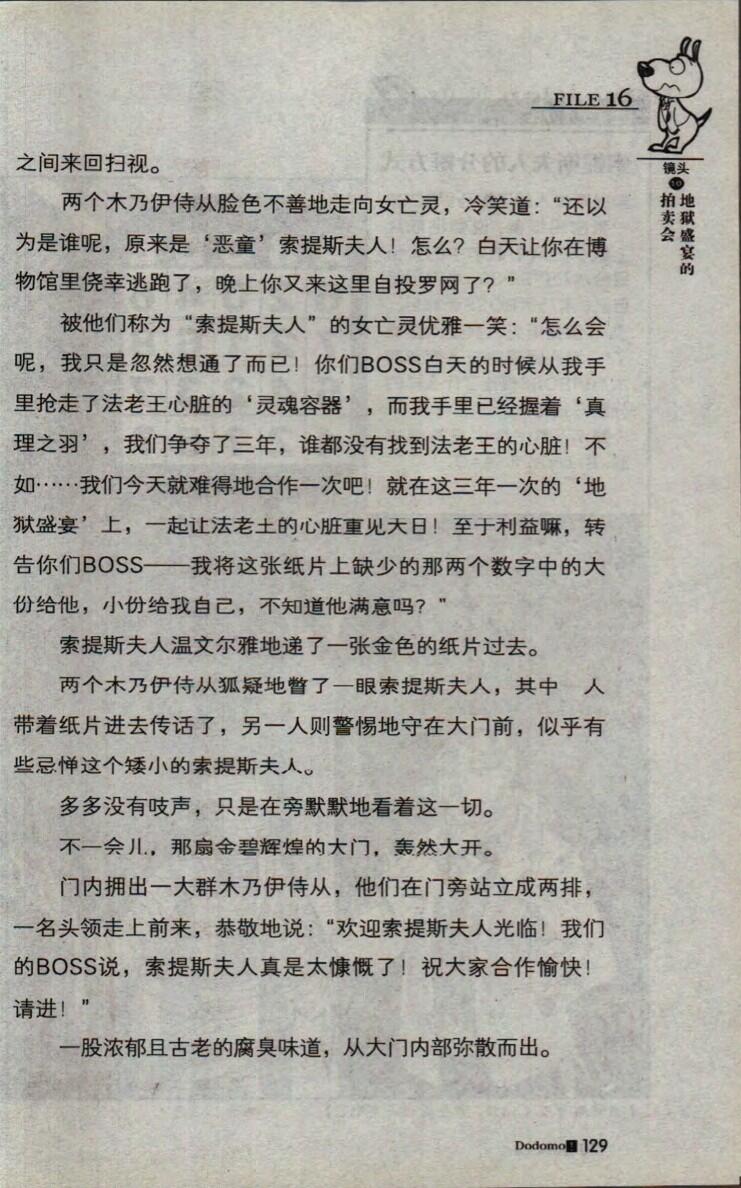 FILE 16
镜头
10
地狱盛宴的
拍卖会
之间来回扫视。
两个木乃伊侍从脸色不善地走向女亡灵，冷笑道：“还以
为是谁呢，原来是‘恶童’索提斯夫人！怎么？白天让你在博
物馆里侥幸逃跑了，晚上你又来这里自投罗网了？”
被他们称为“索提斯夫人”的女亡灵优雅一笑：“怎么会
呢，我只是忽然想通了而已！你们BOSS白天的时候从我手
里抢走了法老王心脏的‘灵魂容器’，而我手里已经握着‘真
理之羽’，我们争夺了三年，谁都没有找到法老王的心脏！不
如……我们今天就难得地合作一次吧！就在这三年一次的‘地
狱盛宴’上，一起让法老王的心脏重见天日！至于利益嘛，转
告你们BOSS——我将这张纸片上缺少的那两个数字中的大
份给他，小份给我自己，不知道他满意吗？”
索提斯夫人温文尔雅地递了一张金色的纸片过去。
两个木乃伊侍从狐疑地瞥了一眼索提斯夫人，其中 人
带着纸片进去传话了，另一人则警惕地守在大门前，似乎有
些忌惮这个矮小的索提斯夫人。
多多没有吱声，只是在旁默默地看着这一切。
不一会儿，那扇金碧辉煌的大门，轰然大开。
门内拥出一大群木乃伊侍从，他们在门旁站立成两排，
一名头领走上前来，恭敬地说：“欢迎索提斯夫人光临！我们
的BOSS说，索提斯夫人真是太慷慨了！祝大家合作愉快！
请进！”
一股浓郁且古老的腐臭味道，从大门内部弥散而出。
Dodomo! 129